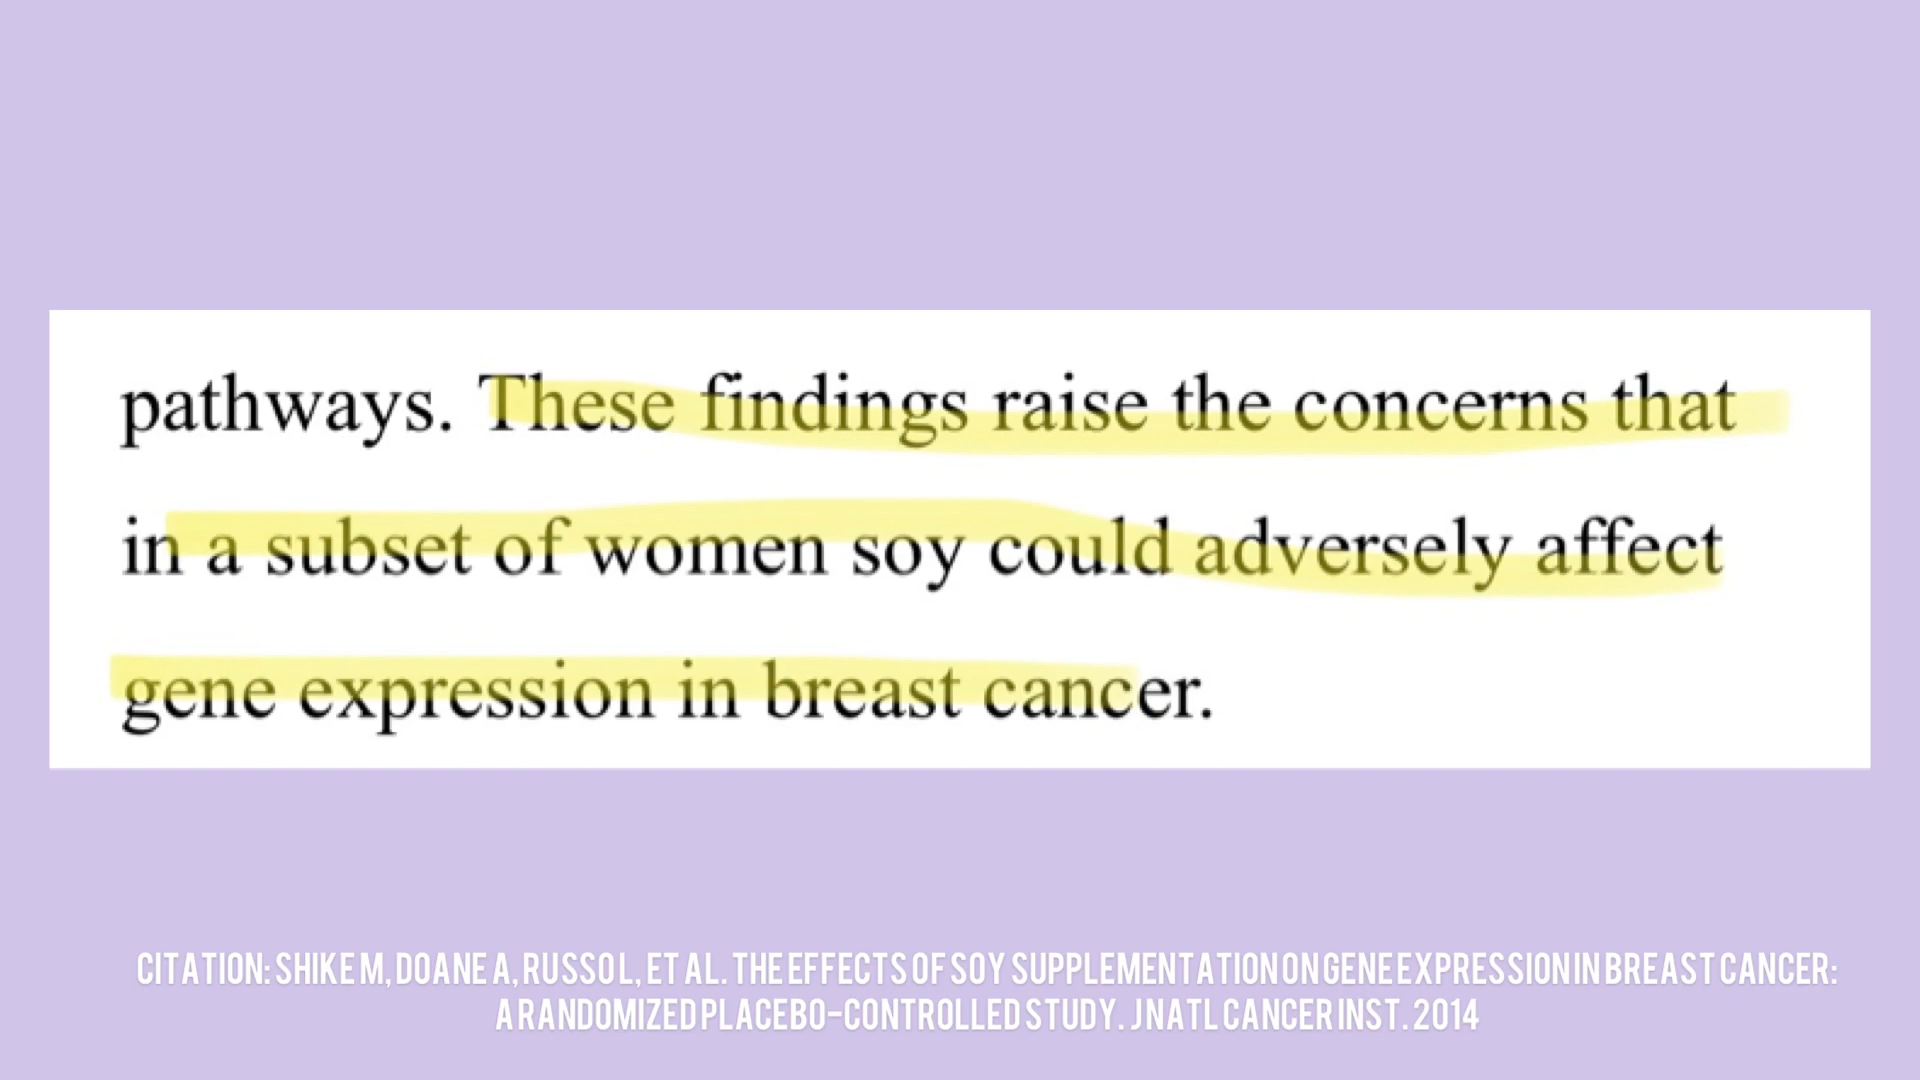 pathways. These findings raise the concerns that
in a subset of women soy could adversely affect
gene expression in breast cancer.
CITATION: SHIKE M, DOANE A, RUSSO L, ET AL. THE EFFECTS OF SOY SUPPLEMENTATION ON GENE EXPRESSION IN BREAST CANCER:
A RANDOMIZED PLACEBO-CONTROLLED STUDY. J NATL CANCER INST. 2014